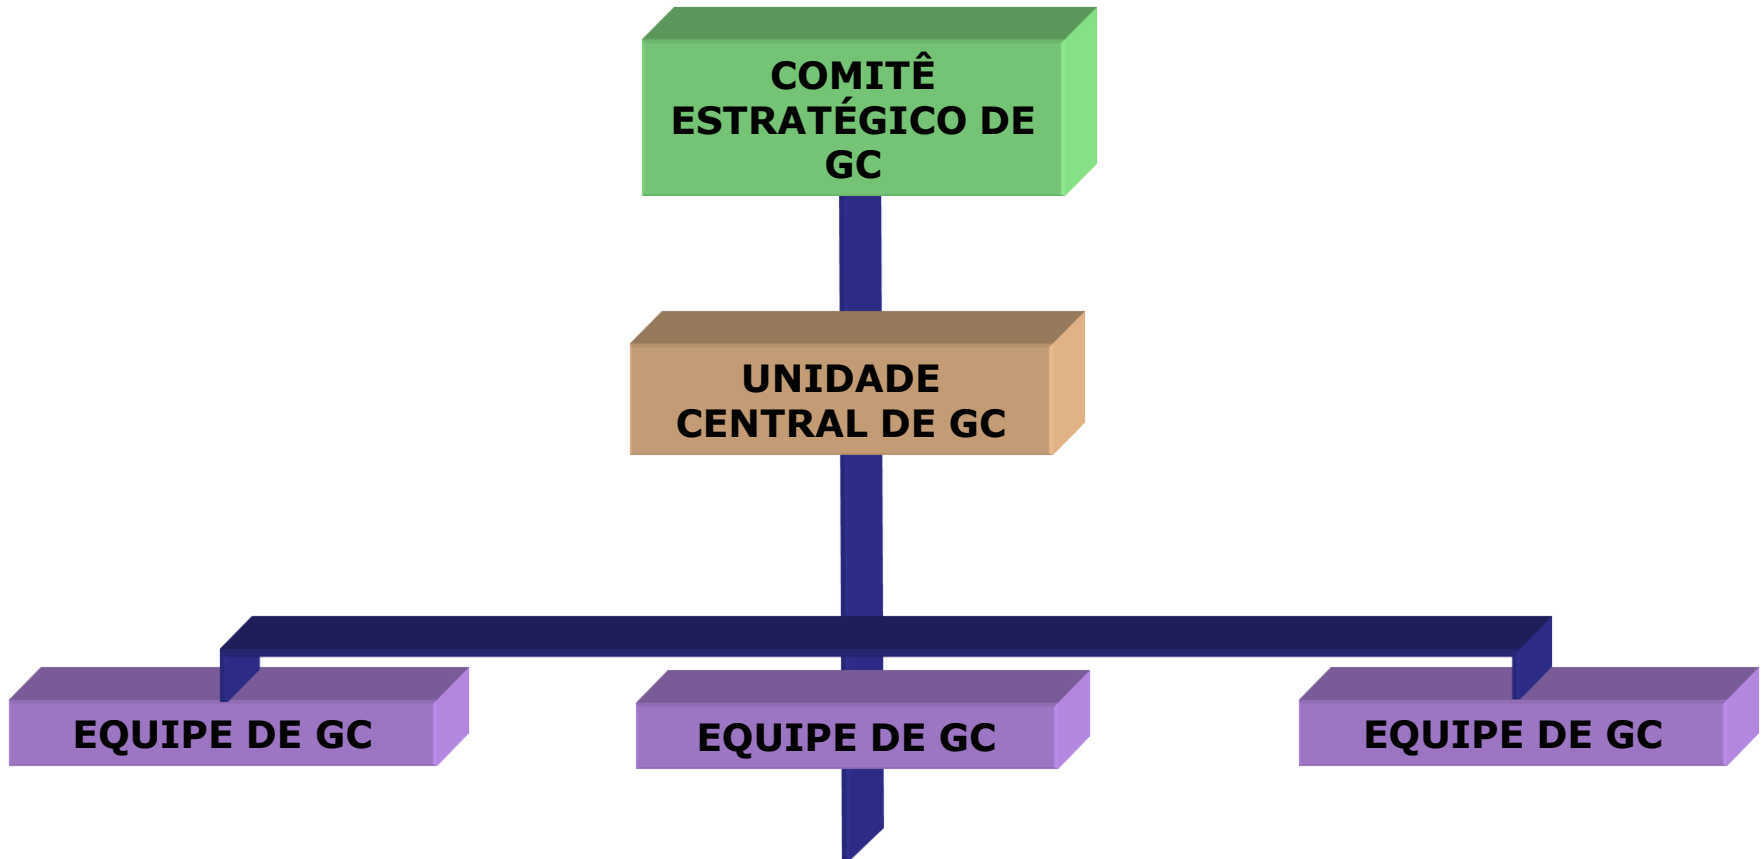 COMITÊ
ESTRATÉGICO DE
GC
UNIDADE
CENTRAL DE GC
EQUIPE DE GC
EQUIPE DE GC
EQUIPE DE GC